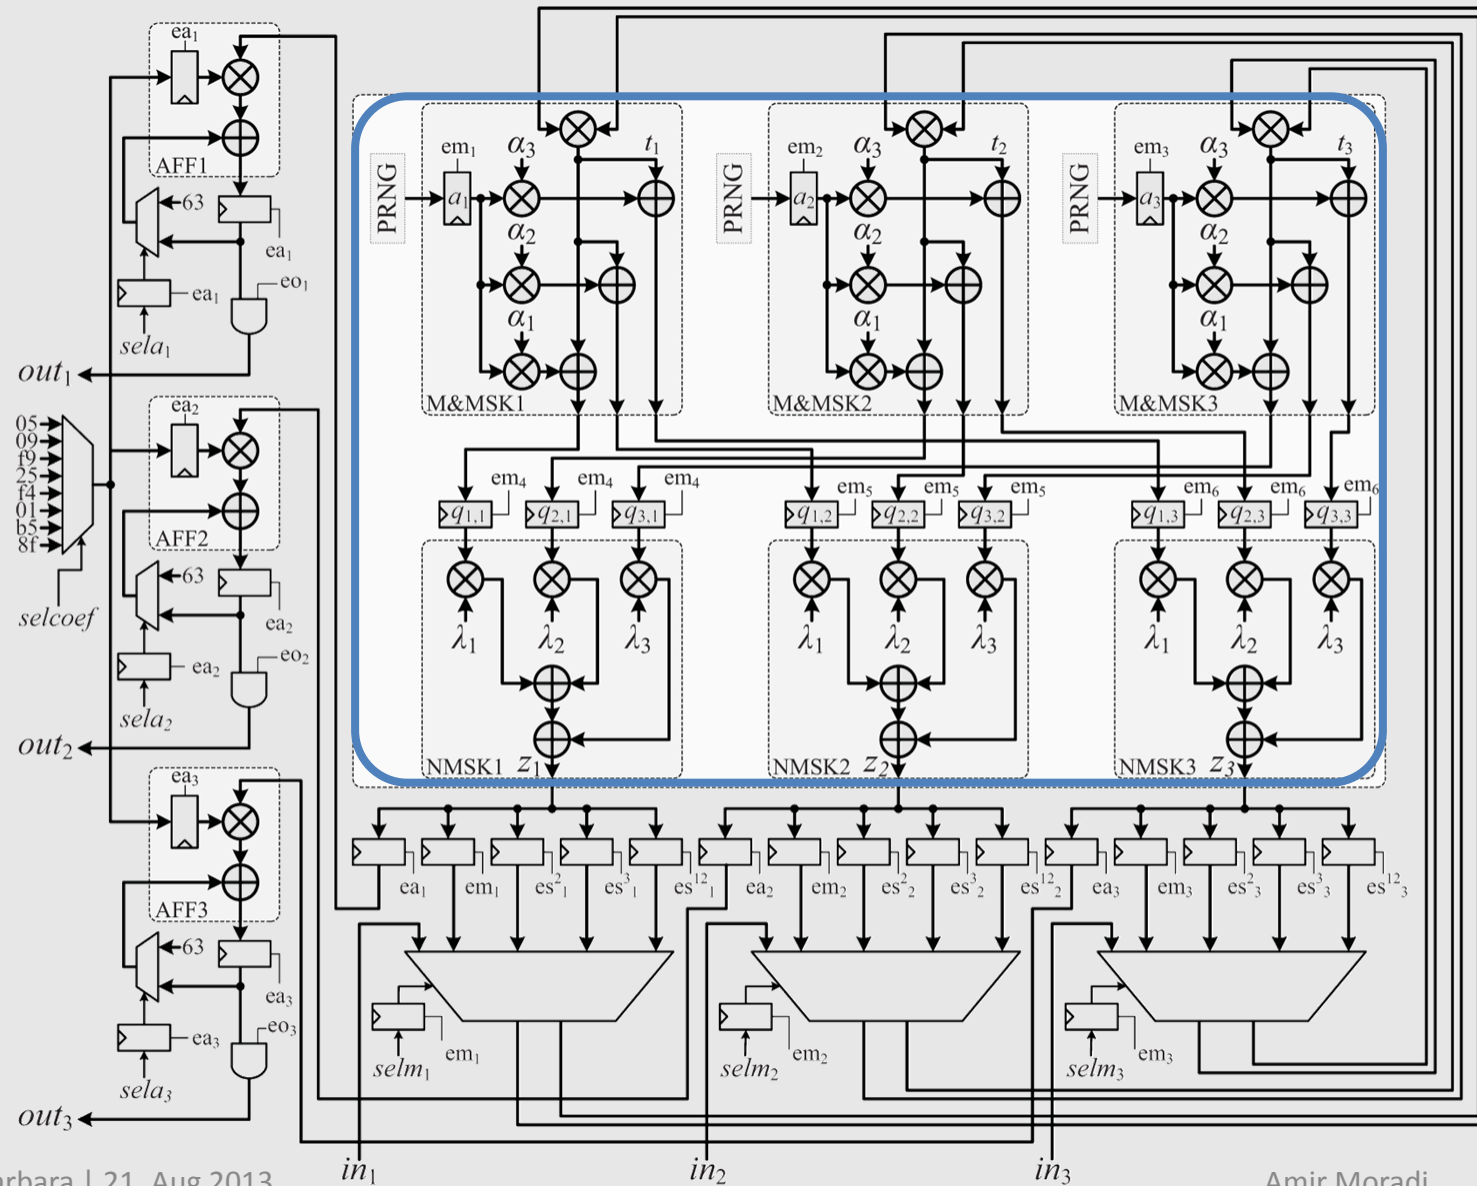 ea1
AFF1
63
ea1
ea1
eo1
sela1
out1
05
09
f9
25
f4
01
b5
8f
selcoef
ea2
AFF2
63
ea2
ea2
eo2
sela2
out2
ea3
AFF3
63
ea3
ea3
eo3
sela3
out3
PRNG
em1
a1
α3
α2
α1
t1
M&MSK1
PRNG
em2
a2
α3
α2
α1
t2
M&MSK2
PRNG
em3
a3
α3
α2
α1
t3
M&MSK3
q1,1 em4 q2,1 em4 q3,1 em4
q1,2 em5 q2,2 em5 q3,2 em5
q1,3 em6 q2,3 em6 q3,3 em6
λ1 λ2 λ3
λ1 λ2 λ3
λ1 λ2 λ3
NMSK1 z1
NMSK2 z2
NMSK3 z3
ea1 em1 es²1 es³1 es¹²1
ea2 em2 es²2 es³2 es¹²2
ea3 em3 es²3 es³3 es¹²3
selm1 em1
selm2 em2
selm3 em3
in1
in2
in3
arbara | 21. Aug 2013
Amir Moradi